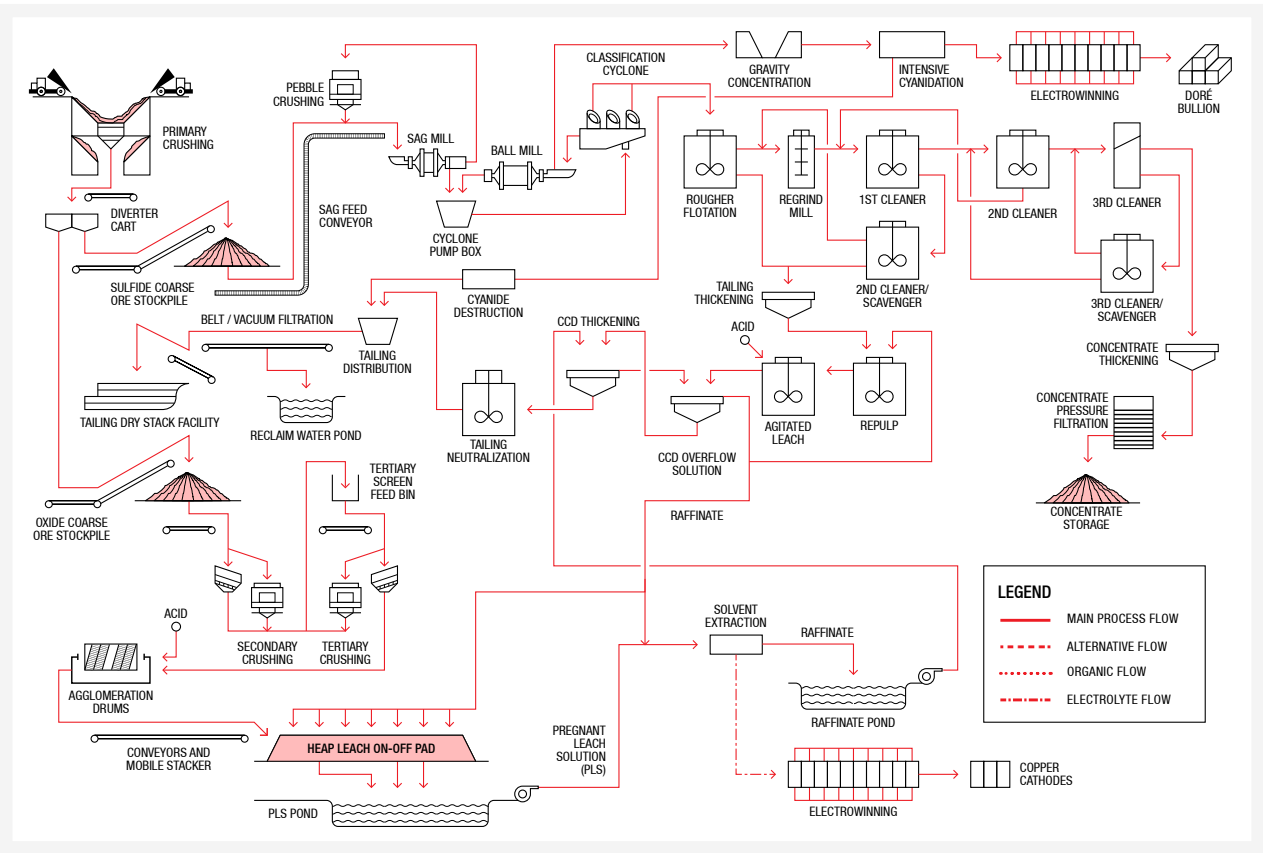 CLASSIFICATION
CYCLONE
GRAVITY
CONCENTRATION
INTENSIVE
CYANIDATION
ELECTROWINNING
DORÉ
BULLION
PEBBLE
CRUSHING
PRIMARY
CRUSHING
SAG MILL
BALL MILL
ROUGHER
FLOTATION
REGRIND
MILL
1ST CLEANER
2ND CLEANER
3RD CLEANER
DIVERTER
CART
SAG FEED
CONVEYOR
CYCLONE
PUMP BOX
SULFIDE COARSE
ORE STOCKPILE
CYANIDE
DESTRUCTION
TAILING
THICKENING
2ND CLEANER/
SCAVENGER
3RD CLEANER/
SCAVENGER
BELT / VACUUM FILTRATION
TAILING
DISTRIBUTION
CCD THICKENING
ACID
CONCENTRATE
THICKENING
TAILING DRY STACK FACILITY
RECLAIM WATER POND
TAILING
NEUTRALIZATION
CCD OVERFLOW
SOLUTION
AGITATED
LEACH
REPULP
CONCENTRATE
PRESSURE
FILTRATION
TERTIARY
SCREEN
FEED BIN
OXIDE COARSE
ORE STOCKPILE
RAFFINATE
CONCENTRATE
STORAGE
ACID
SECONDARY
CRUSHING
TERTIARY
CRUSHING
SOLVENT
EXTRACTION
RAFFINATE
LEGEND
MAIN PROCESS FLOW
ALTERNATIVE FLOW
ORGANIC FLOW
ELECTROLYTE FLOW
AGGLOMERATION
DRUMS
RAFFINATE POND
CONVEYORS AND
MOBILE STACKER
HEAP LEACH ON-OFF PAD
PREGNANT
LEACH
SOLUTION
(PLS)
PLS POND
ELECTROWINNING
COPPER
CATHODES